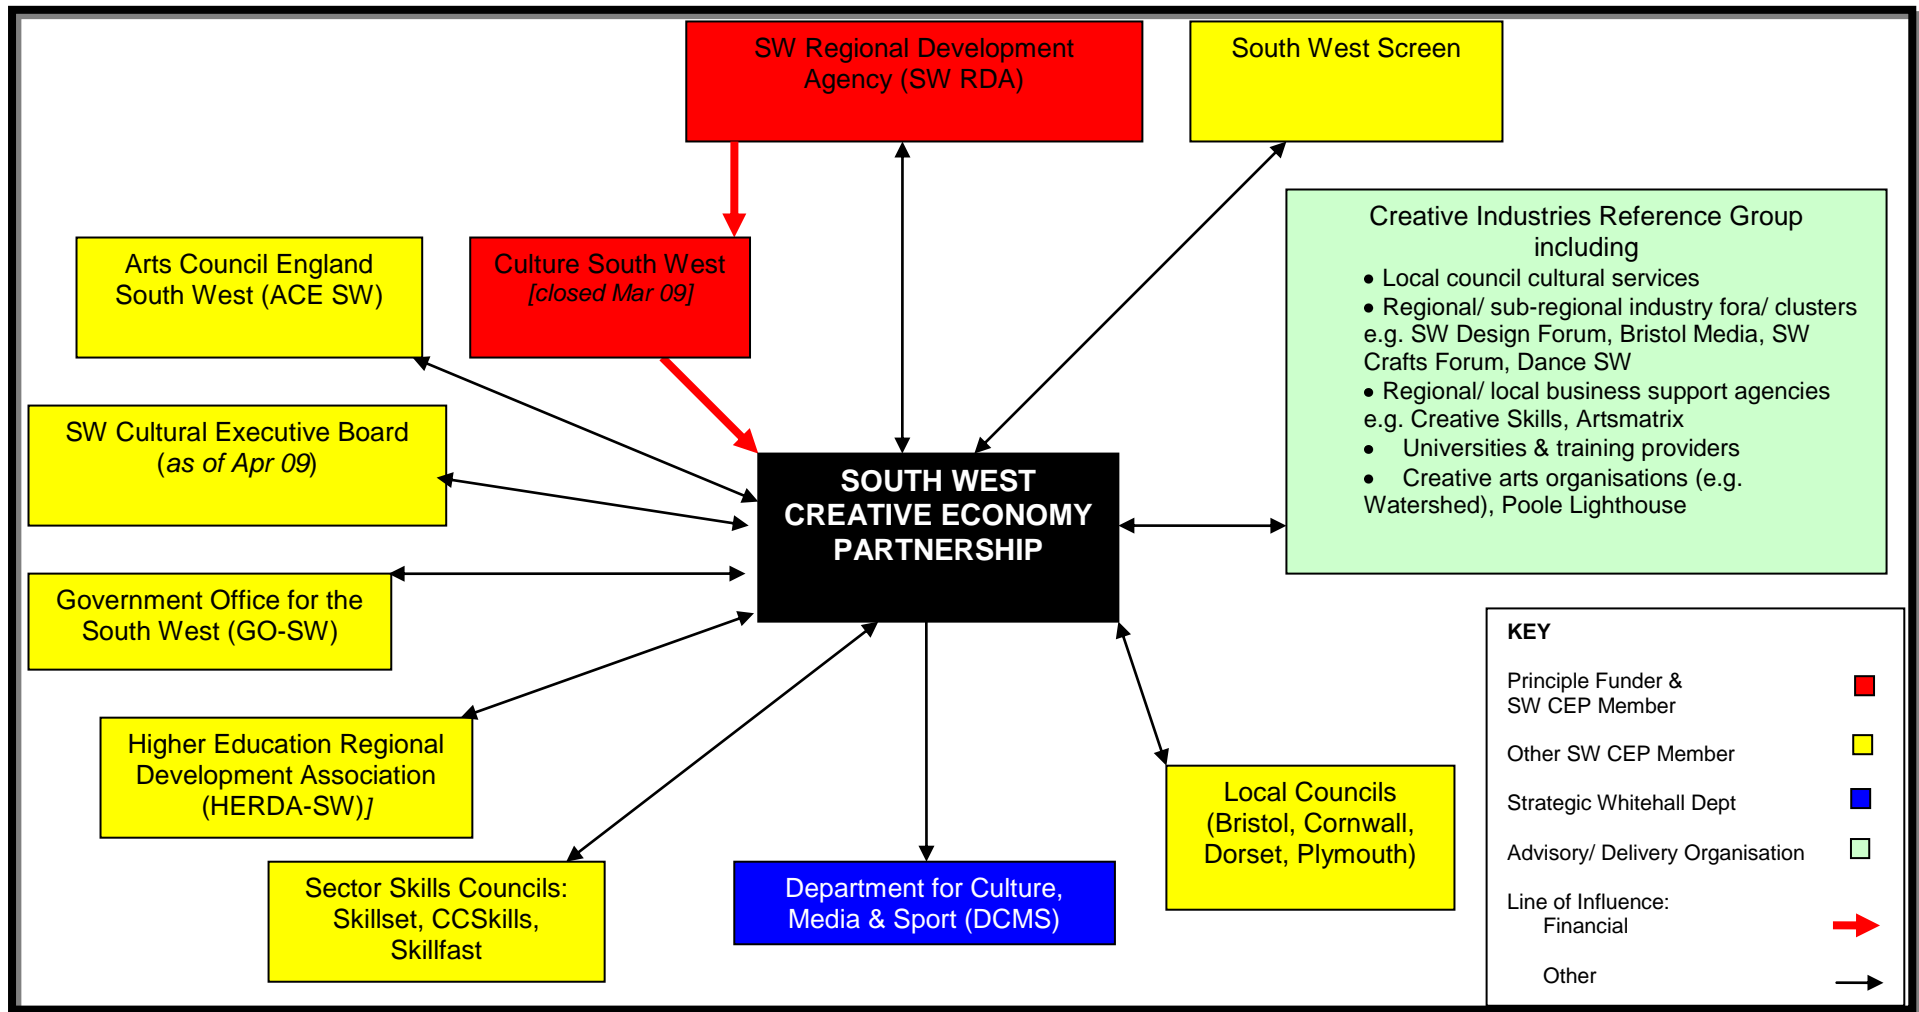 SW Regional Development
Agency (SW RDA)
South West Screen
Creative Industries Reference Group
including
• Local council cultural services
• Regional/ sub-regional industry fora/ clusters
e.g. SW Design Forum, Bristol Media, SW
Crafts Forum, Dance SW
• Regional/ local business support agencies
e.g. Creative Skills, Artsmatrix
• Universities & training providers
• Creative arts organisations (e.g.
Watershed), Poole Lighthouse
Arts Council England
South West (ACE SW)
Culture South West
[closed Mar 09]
SW Cultural Executive Board
(as of Apr 09)
SOUTH WEST
CREATIVE ECONOMY
PARTNERSHIP
Government Office for the
South West (GO-SW)
Higher Education Regional
Development Association
(HERDA-SW)]
Sector Skills Councils:
Skillset, CCSkills,
Skillfast
Department for Culture,
Media & Sport (DCMS)
Local Councils
(Bristol, Cornwall,
Dorset, Plymouth)
KEY
Principle Funder &
SW CEP Member
Other SW CEP Member
Strategic Whitehall Dept
Advisory/ Delivery Organisation
Line of Influence:
Financial
Other